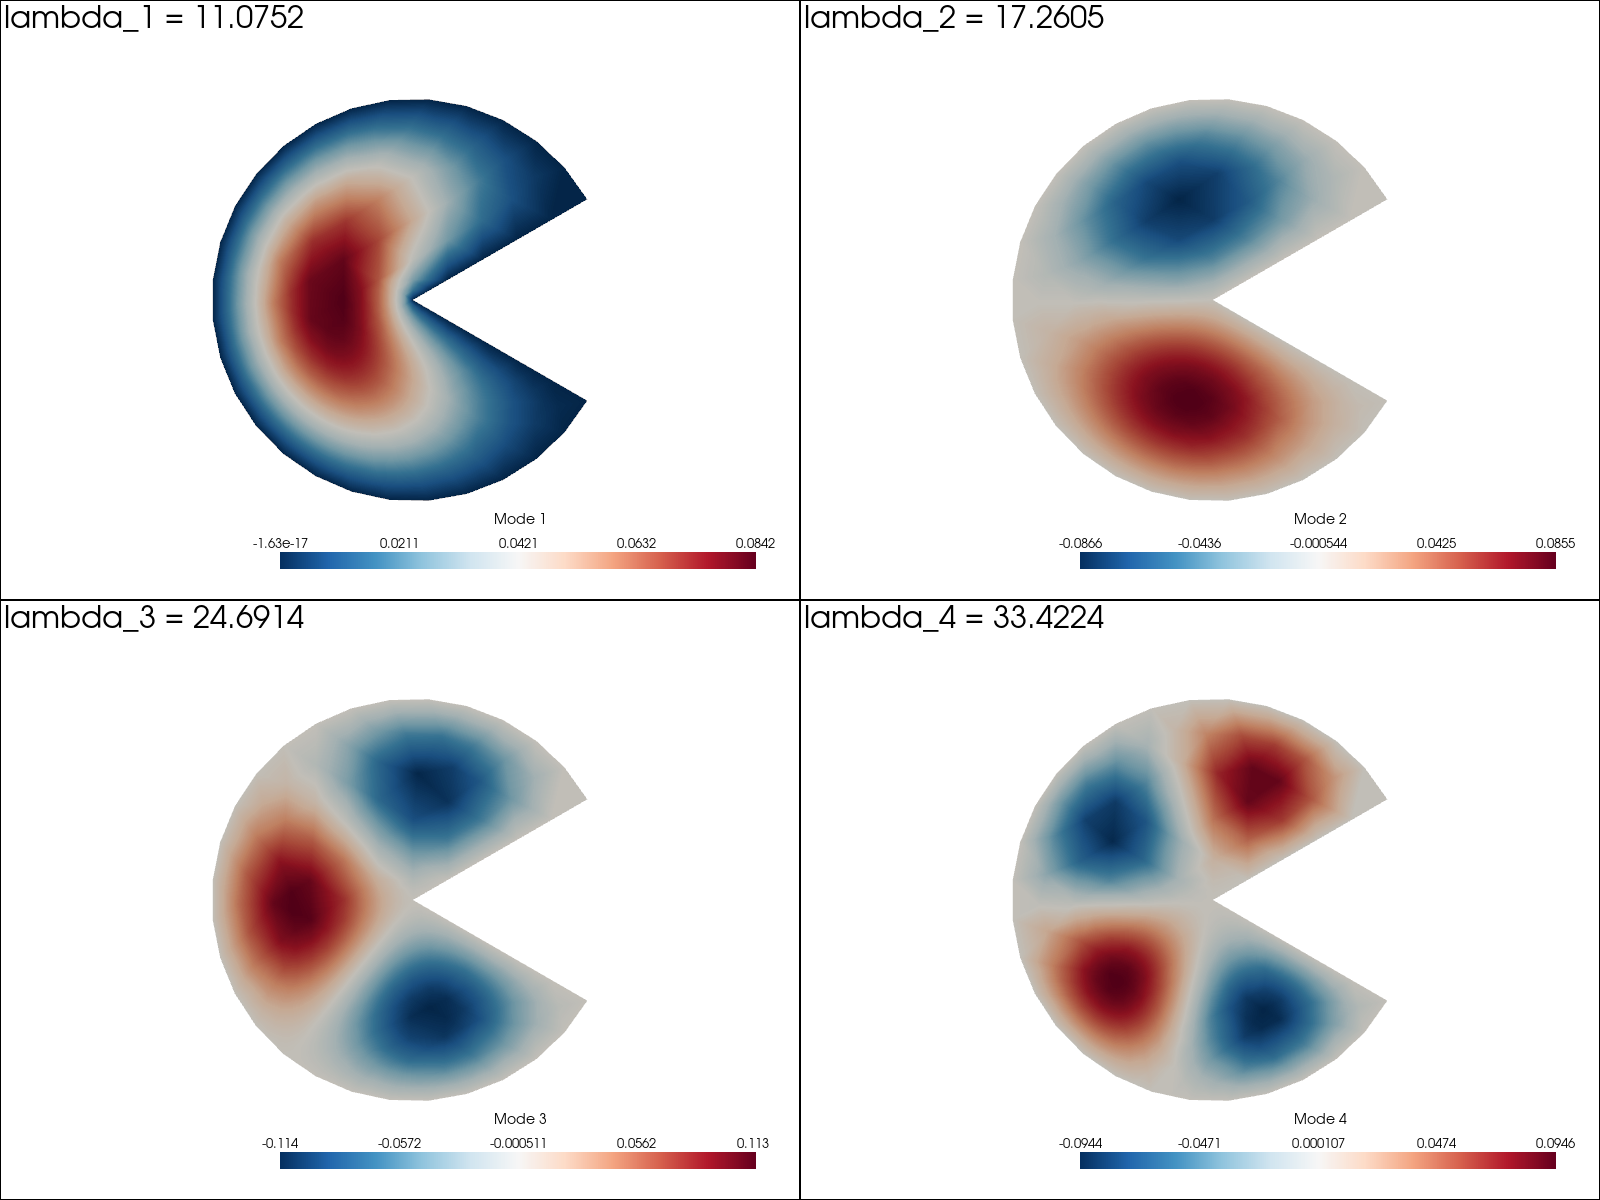 lambda_1 = 11.0752
Mode 1
-1.63e-17 0.0211 0.0421 0.0632 0.0842
lambda_2 = 17.2605
Mode 2
-0.0866 -0.0436 -0.000544 0.0425 0.0855
lambda_3 = 24.6914
Mode 3
-0.114 -0.0572 -0.000511 0.0562 0.113
lambda_4 = 33.4224
Mode 4
-0.0944 -0.0471 0.000107 0.0474 0.0946